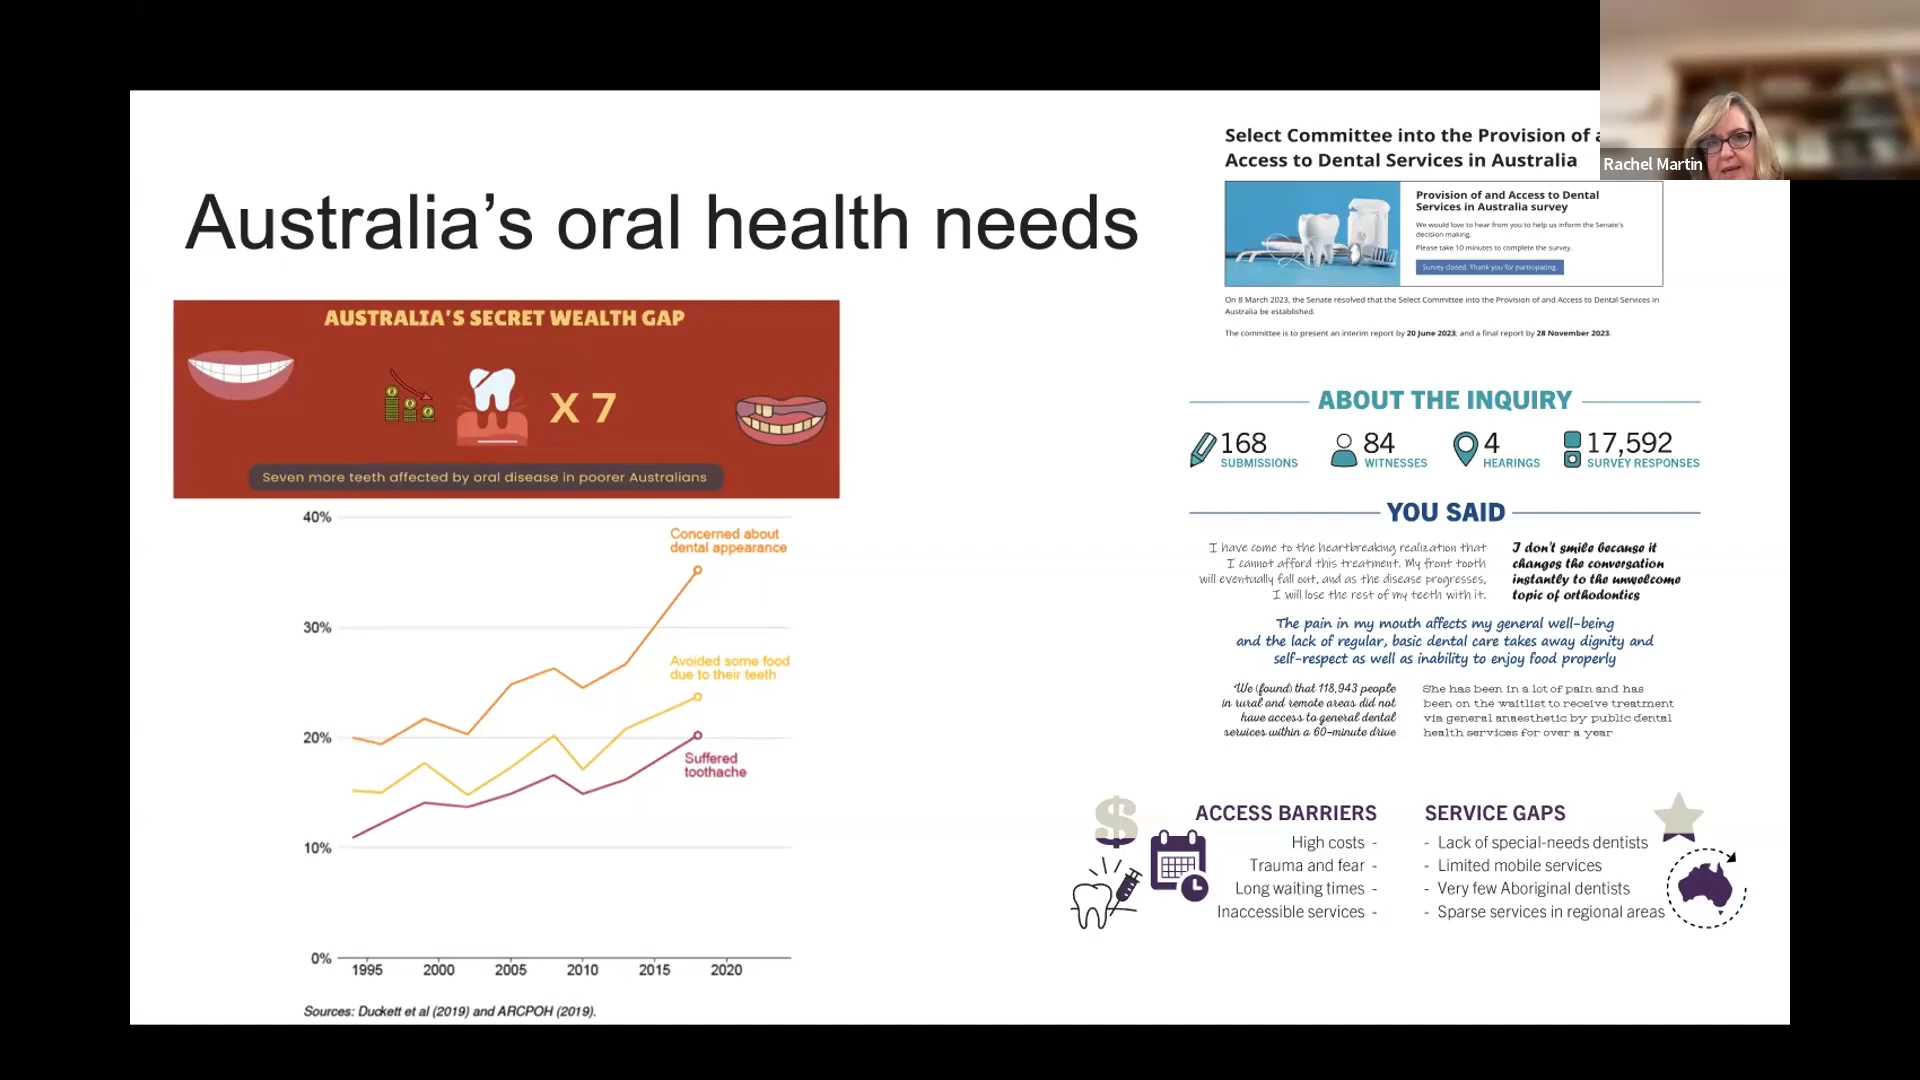 Rachel Martin
Australia's oral health needs
AUSTRALIA'S SECRET WEALTH GAP
X 7
Seven more teeth affected by oral disease in poorer Australians
40%
30%
20%
10%
0%
Concerned about
dental appearance
Avoided some food
due to their teeth
Suffered
toothache
1995 2000 2005 2010 2015 2020
Sources: Duckett et al (2019) and ARCPOH (2019).
Select Committee into the Provision of
Access to Dental Services in Australia
Provision of and Access to Dental
Services in Australia survey
We would love to hear from you to help us inform the Senate's
decision making.
Please take 10 minutes to complete the survey.
Survey closed. Thank you for participating.
On 8 March 2023, the Senate resolved that the Select Committee into the Provision of and Access to Dental Services in
Australia be established.
The committee is to present an interim report by 20 June 2023; and a final report by 28 November 2023.
ABOUT THE INQUIRY
168
SUBMISSIONS
84
WITNESSES
4
HEARINGS
17,592
SURVEY RESPONSES
YOU SAID
I have come to the heartbreaking realization that
I cannot afford this treatment. My front tooth
will eventually fall out, and as the disease progresses,
I will lose the rest of my teeth with it.
I don't smile because it
changes the conversation
instantly to the unwelcome
topic of orthodontics
The pain in my mouth affects my general well-being
and the lack of regular, basic dental care takes away dignity and
self-respect as well as inability to enjoy food properly
We (found) that 118,943 people
in rural and remote areas did not
have access to general dental
services within a 60-minute drive
She has been in a lot of pain and has
been on the waitlist to receive treatment
via general anaesthetic by public dental
health services for over a year
$
ACCESS BARRIERS
High costs -
Trauma and fear -
Long waiting times -
Inaccessible services -
SERVICE GAPS
- Lack of special-needs dentists
- Limited mobile services
- Very few Aboriginal dentists
- Sparse services in regional areas